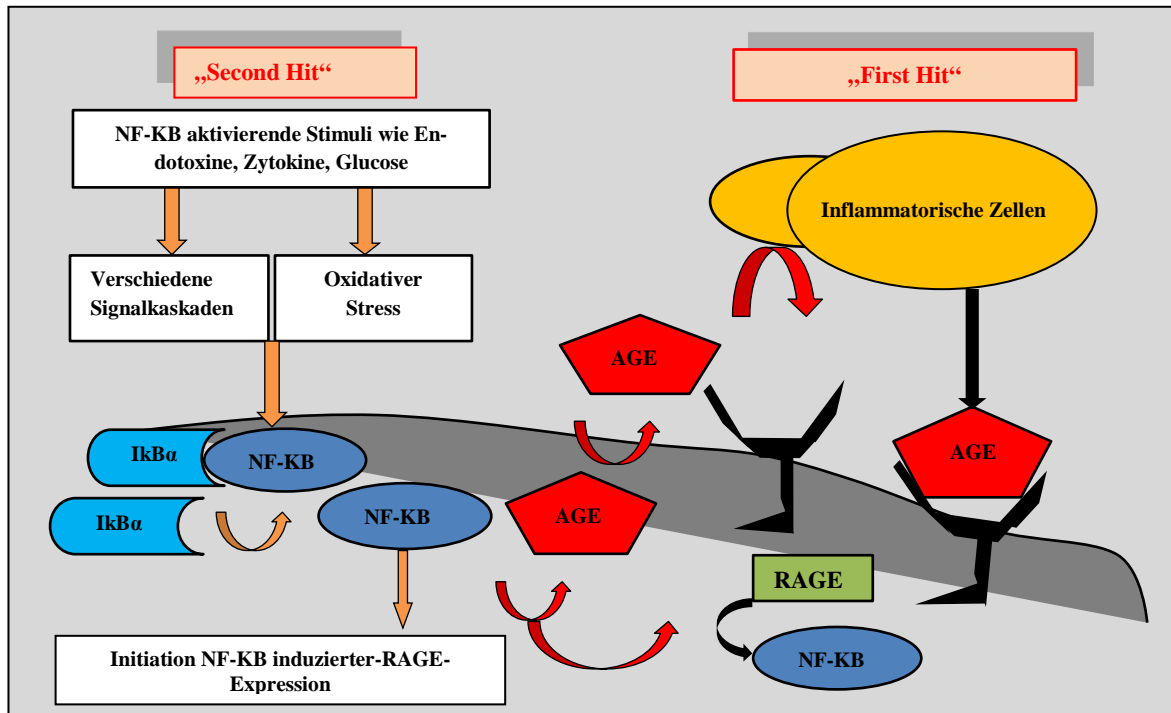 „Second Hit“
„First Hit“
NF-KB aktivierende Stimuli wie En-
dotoxine, Zytokine, Glucose
Inflammatorische Zellen
Verschiedene
Signalkaskaden
Oxidativer
Stress
AGE
AGE
IkBα
NF-KB
IkBα
NF-KB
AGE
RAGE
NF-KB
Initiation NF-KB induzierter-RAGE-
Expression